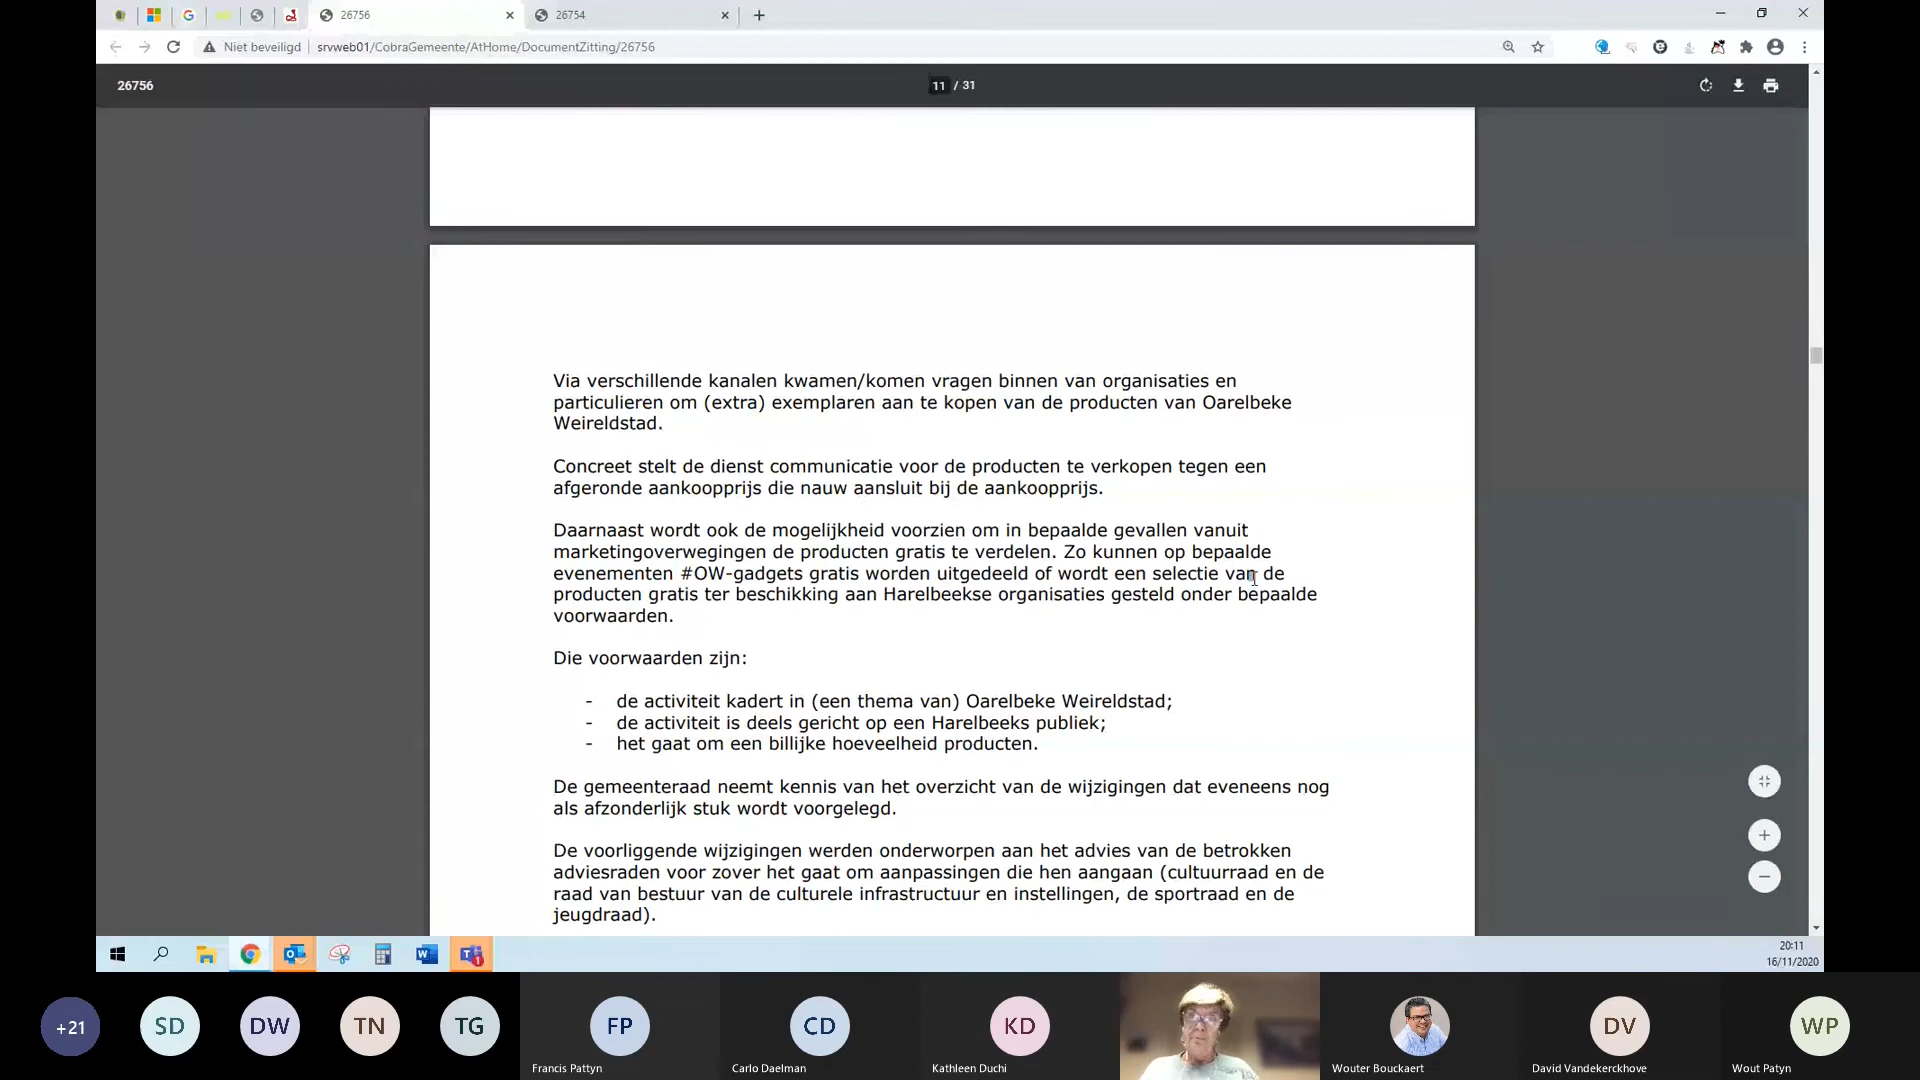 26756
26754
Niet beveiligd
srvweb01/CobraGemeente/AtHome/DocumentZitting/26756
26756
11 / 31
Via verschillende kanalen kwamen/komen vragen binnen van organisaties en
particulieren om (extra) exemplaren aan te kopen van de producten van Oarelbeke
Weireldstad.
Concreet stelt de dienst communicatie voor de producten te verkopen tegen een
afgeronde aankoopprijs die nauw aansluit bij de aankoopprijs.
Daarnaast wordt ook de mogelijkheid voorzien om in bepaalde gevallen vanuit
marketingoverwegingen de producten gratis te verdelen. Zo kunnen op bepaalde
evenementen #OW-gadgets gratis worden uitgedeeld of wordt een selectie van de
producten gratis ter beschikking aan Harelbeekse organisaties gesteld onder bepaalde
voorwaarden.
Die voorwaarden zijn:
- de activiteit kadert in (een thema van) Oarelbeke Weireldstad;
- de activiteit is deels gericht op een Harelbeeks publiek;
- het gaat om een billijke hoeveelheid producten.
De gemeenteraad neemt kennis van het overzicht van de wijzigingen dat eveneens nog
als afzonderlijk stuk wordt voorgelegd.
De voorliggende wijzigingen werden onderworpen aan het advies van de betrokken
adviesraden voor zover het gaat om aanpassingen die hen aangaan (cultuurraad en de
raad van bestuur van de culturele infrastructuur en instellingen, de sportraad en de
jeugdraad).
20:11
16/11/2020
+21
SD
DW
TN
TG
FP
CD
KD
DV
WP
Francis Pattyn
Carlo Daelman
Kathleen Duchi
Wouter Bouckaert
David Vandekerckhove
Wout Patyn